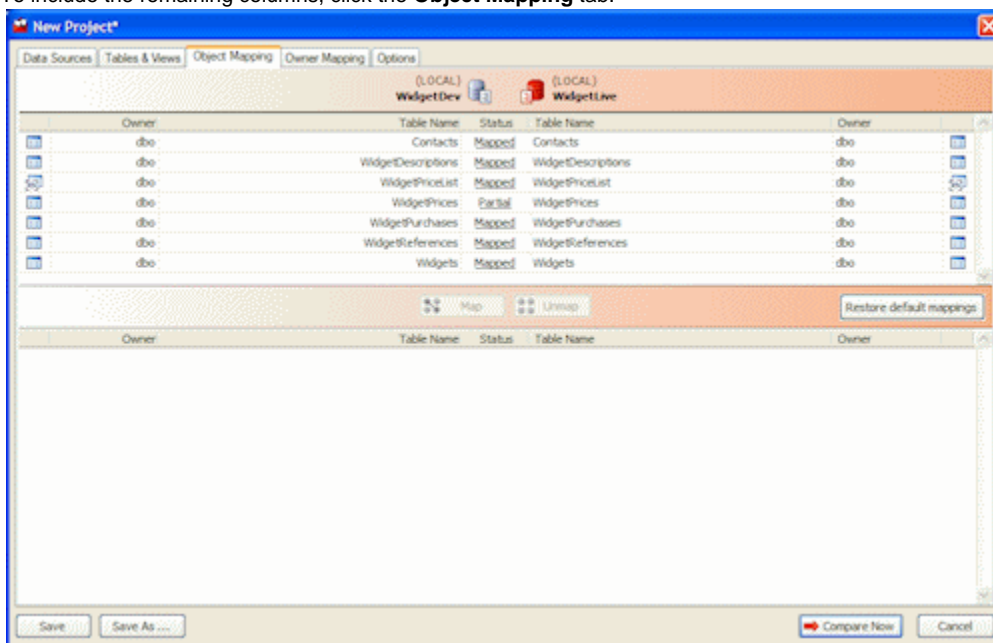 To include the remaining columns, click the Object Mapping tab.
New Project*
Data Sources Tables & Views Object Mapping Owner Mapping Options
(LOCAL) (LOCAL)
WidgetDev WidgetLive
Owner Table Name Status Table Name Owner
dbo Contacts Mapped Contacts dbo
dbo WidgetDescriptions Mapped WidgetDescriptions dbo
dbo WidgetPriceList Mapped WidgetPriceList dbo
dbo WidgetPrices Partial WidgetPrices dbo
dbo WidgetPurchases Mapped WidgetPurchases dbo
dbo WidgetReferences Mapped WidgetReferences dbo
dbo Widgets Mapped Widgets dbo
Map Unmap Restore default mappings
Owner Table Name Status Table Name Owner
Save Save As .... Compare Now Cancel